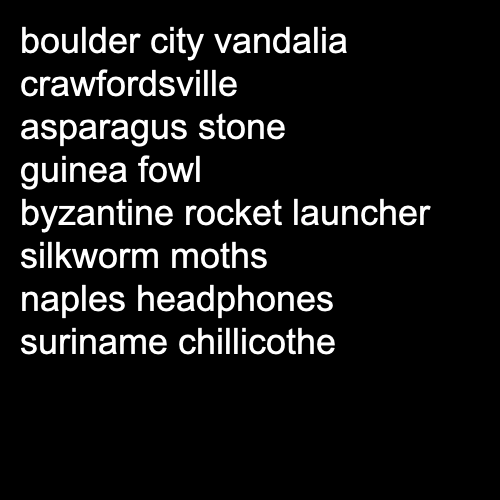 boulder city vandalia
crawfordsville
asparagus stone
guinea fowl
byzantine rocket launcher
silkworm moths
naples headphones
suriname chillicothe